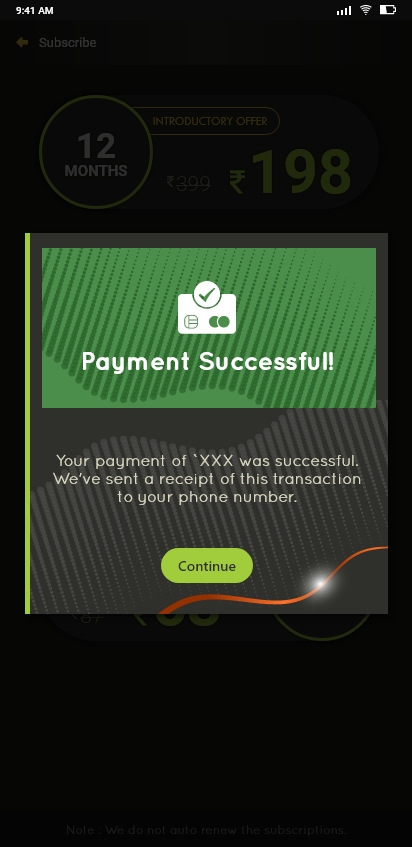 9:41 AM
Subscribe
INTRODUCTORY OFFER
12
MONTHS
₹399
₹198
Payment Successful!
Your payment of `XXX was successful.
We've sent a receipt of this transaction
to your phone number.
Continue
Note : We do not auto renew the subscriptions.